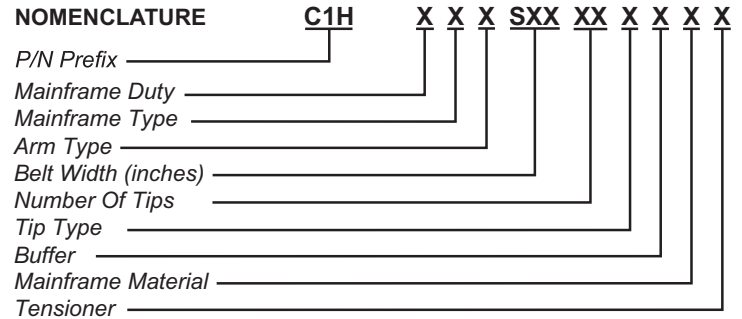 NOMENCLATURE C1H X X X SXX XX X X X X
P/N Prefix
Mainframe Duty
Mainframe Type
Arm Type
Belt Width (inches)
Number Of Tips
Tip Type
Buffer
Mainframe Material
Tensioner